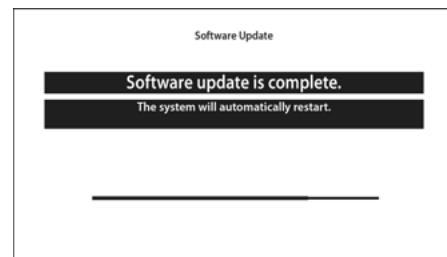 Software Update
Software update is complete.
The system will automatically restart.